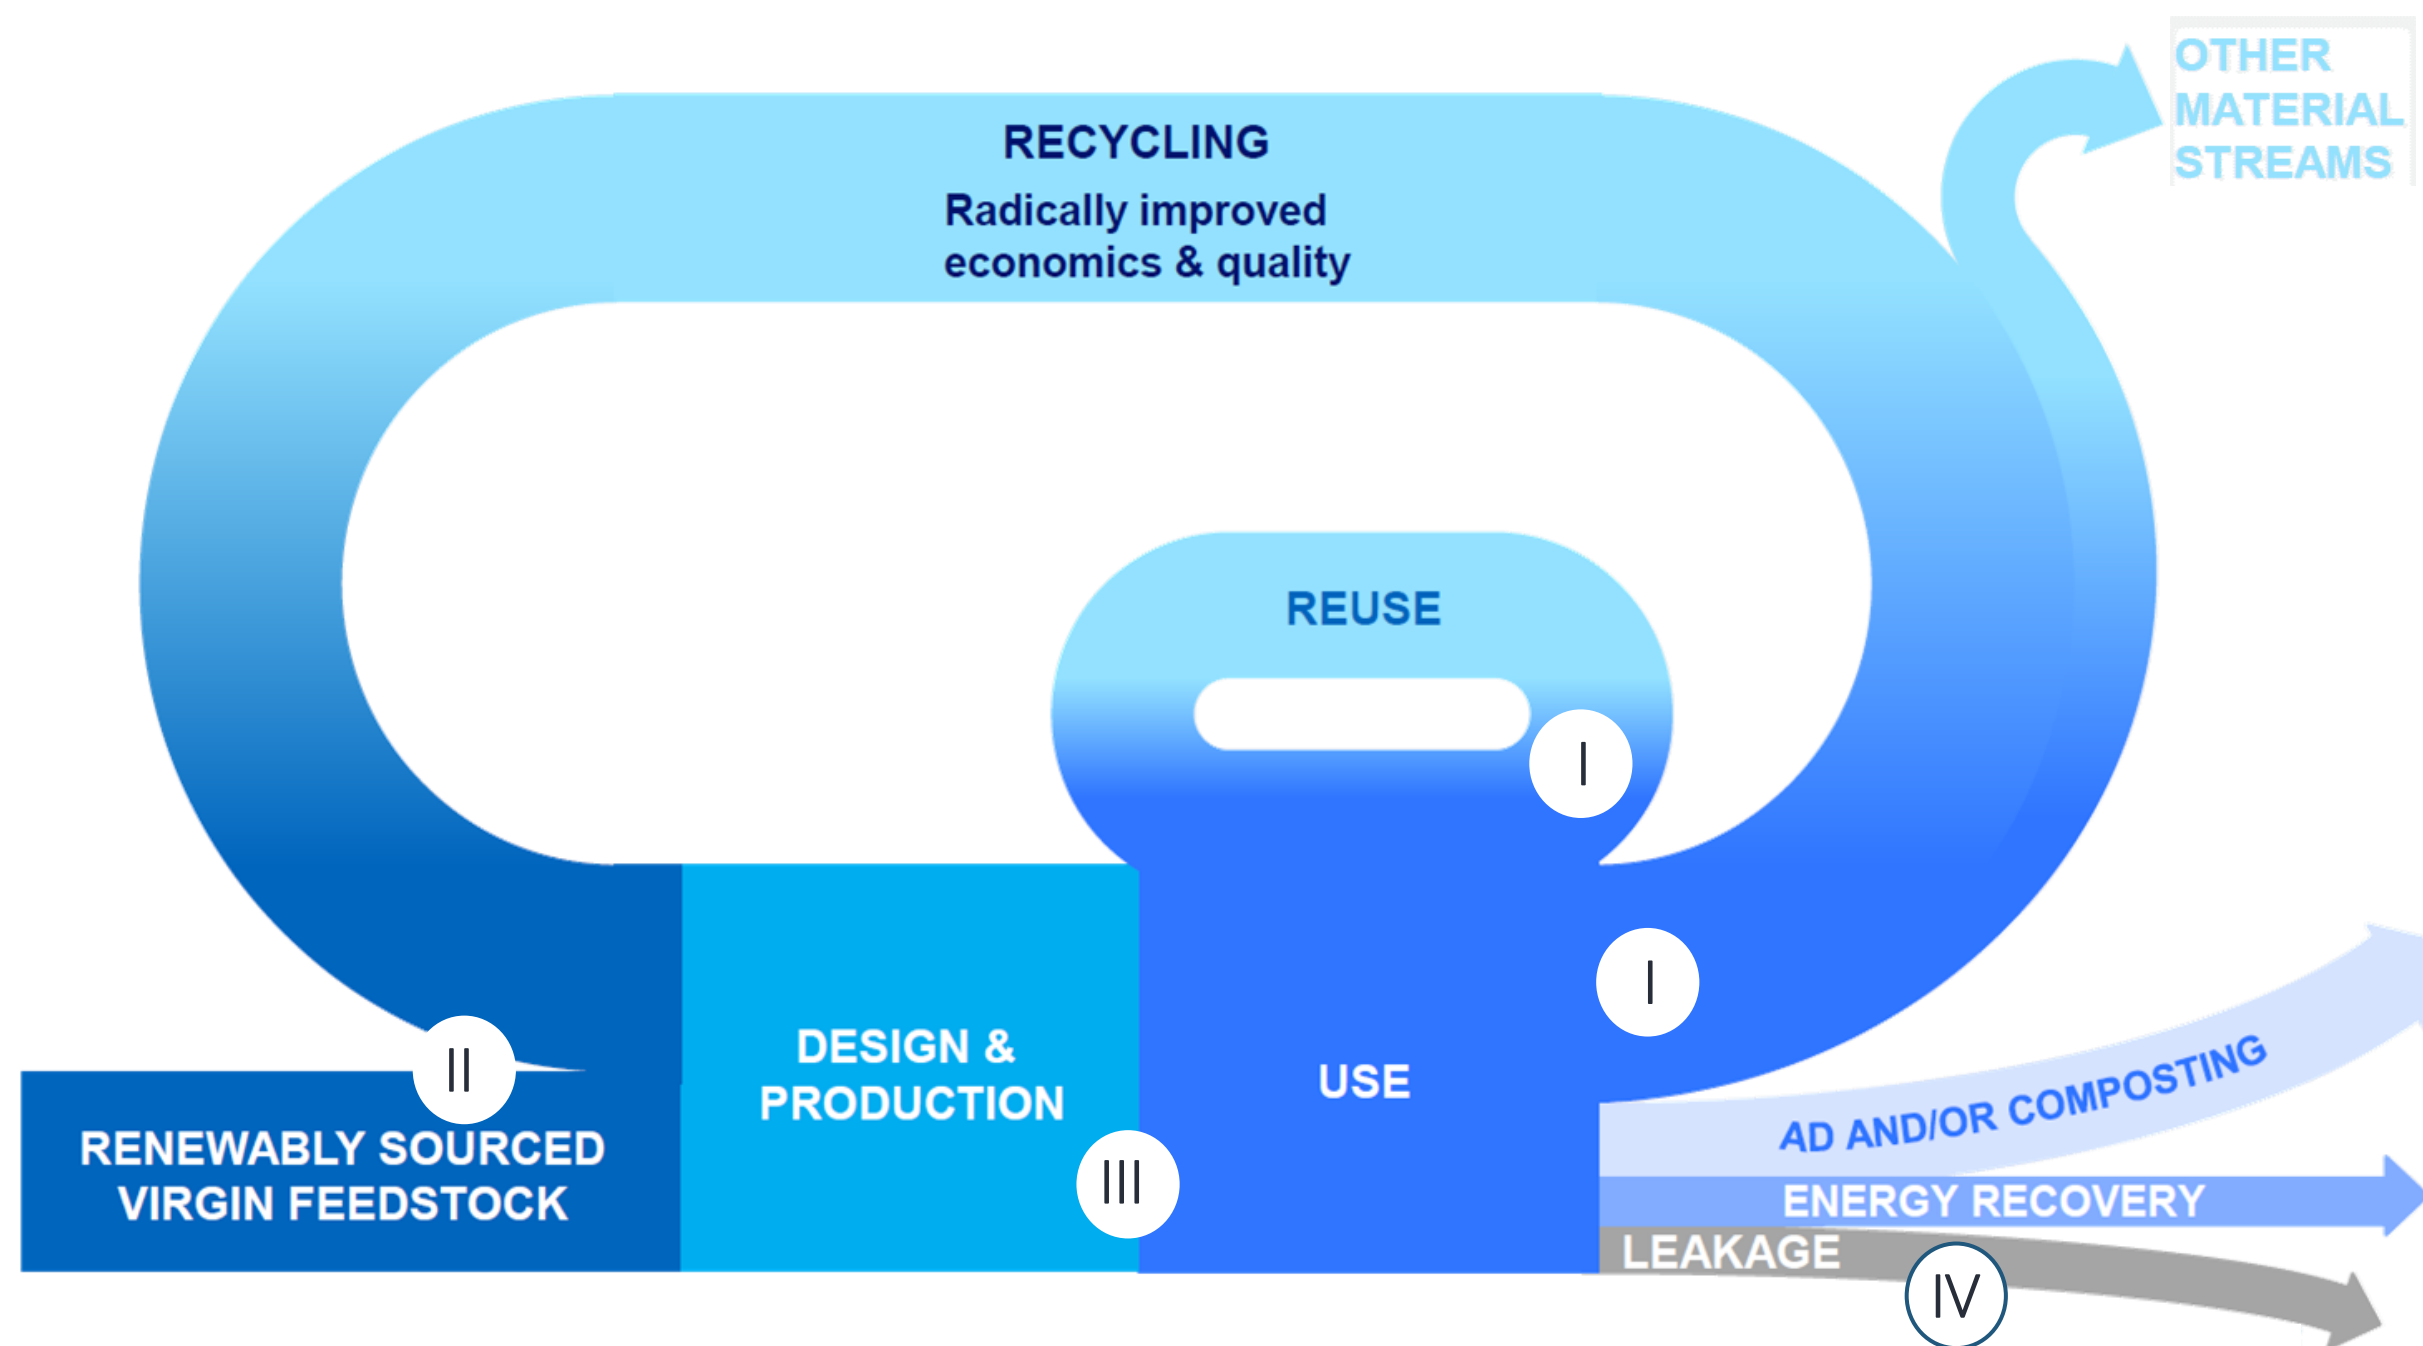 OTHER
MATERIAL
STREAMS
RECYCLING
Radically improved
economics & quality
REUSE
I
I
II
DESIGN &
PRODUCTION
USE
RENEWABLY SOURCED
VIRGIN FEEDSTOCK
III
AD AND/OR COMPOSTING
ENERGY RECOVERY
LEAKAGE
IV